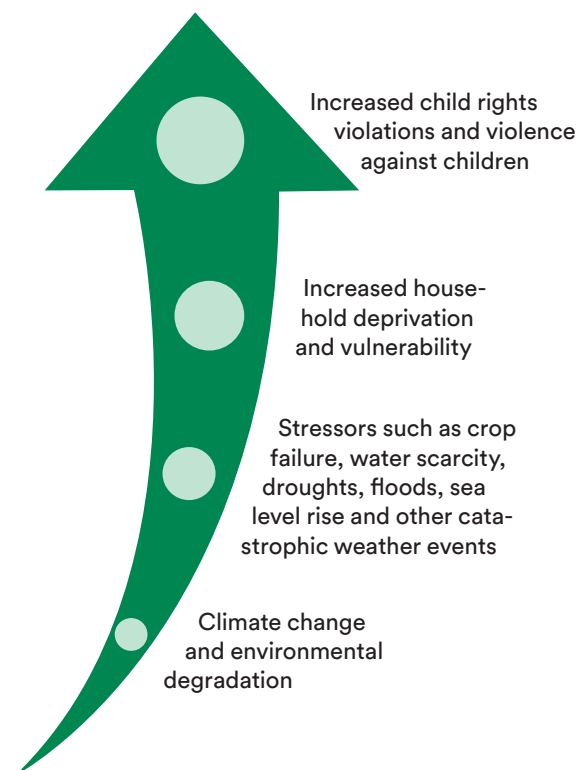 Increased child rights
violations and violence
against children
Increased house-
hold deprivation
and vulnerability
Stressors such as crop
failure, water scarcity,
droughts, floods, sea
level rise and other cata-
strophic weather events
Climate change
and environmental
degradation